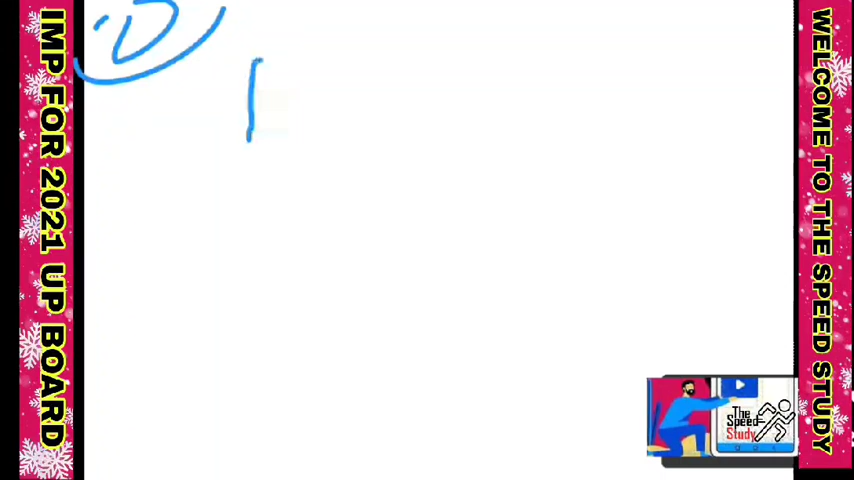 IMP FOR 2021 UP BOARD
WELCOME TO THE SPEED STUDY
The
Speed
Study